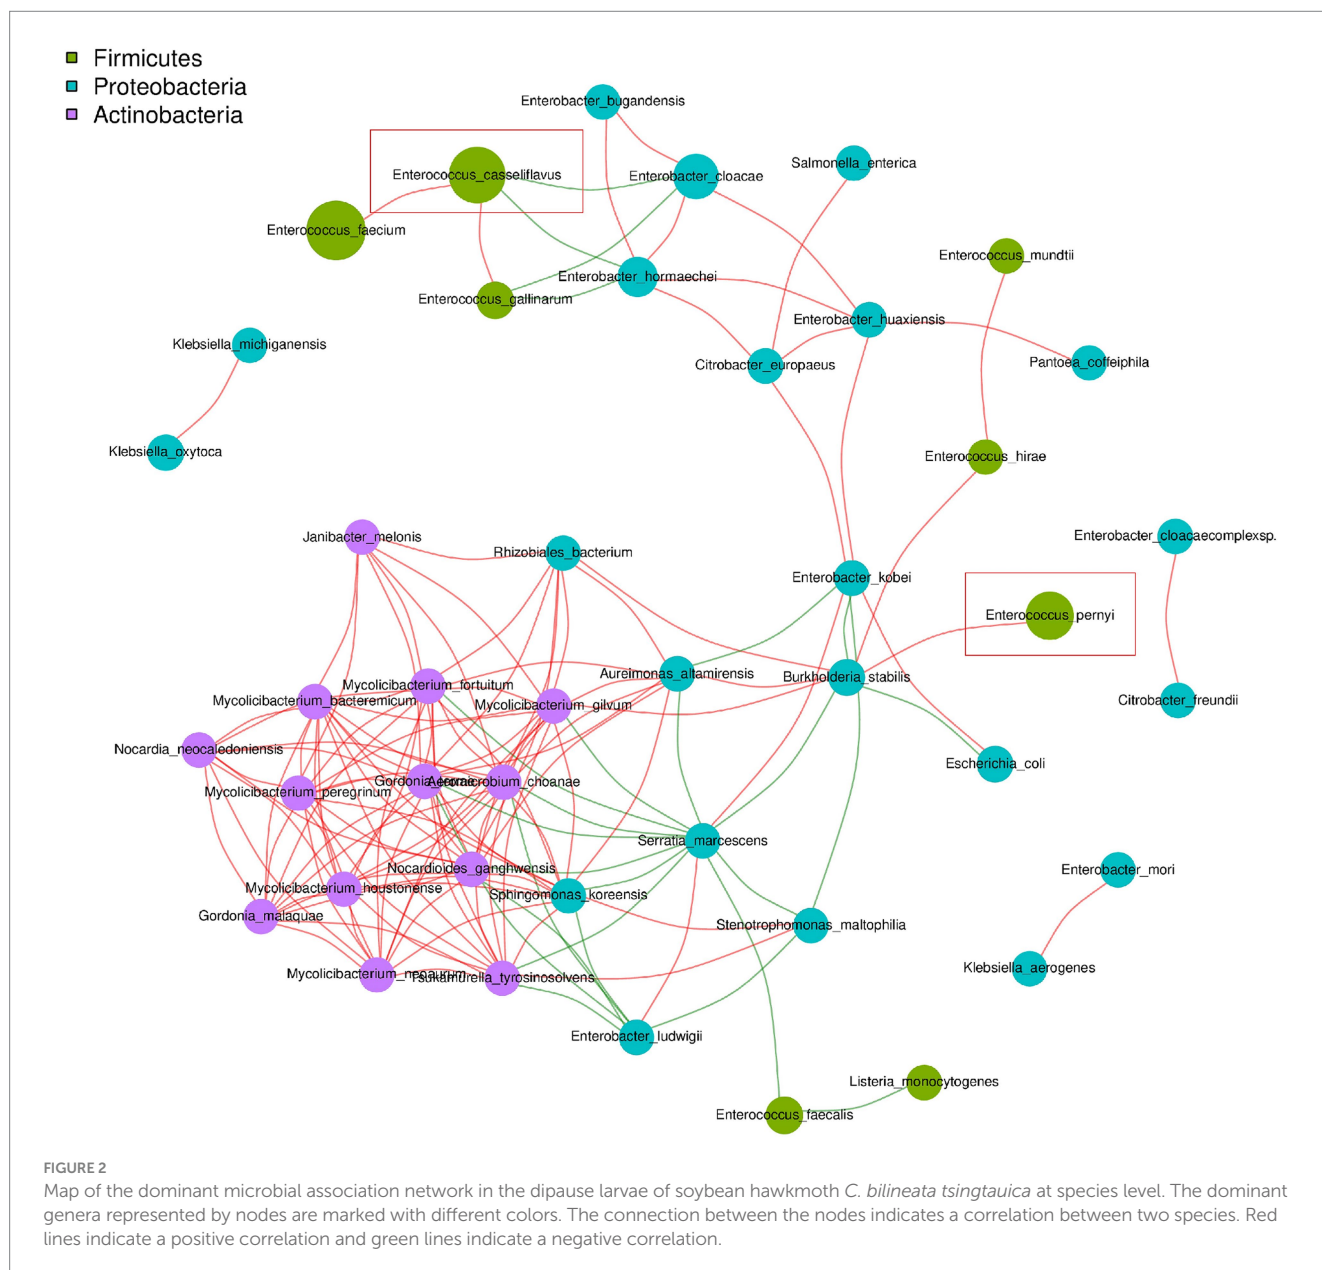 Firmicutes
Proteobacteria
Actinobacteria
Enterobacter_bugandensis
Salmonella_enterica
Enterococcus_casseliflavus
Enterobacter_cloacae
Enterococcus_faecium
Enterococcus_mundtii
Enterobacter_hormaechei
Enterococcus_gallinarum
Enterobacter_huaxiensis
Klebsiella_michiganensis
Citrobacter_europaeus
Pantoea_coffeiphila
Klebsiella_oxytoca
Enterococcus_hirae
Janibacter_melonis
Rhizobiales_bacterium
Enterobacter_cloacaecomplexsp.
Enterobacter_kobei
Enterococcus_pernyi
Aureimonas_altamirensis
Burkholderia_stabilis
Mycolicibacterium_fortuitum
Mycolicibacterium_bacteremicum
Mycolicibacterium_gilvum
Citrobacter_freundii
Nocardia_neocaledoniensis
Escherichia_coli
Aeromicrobium_choanae
Mycolicibacterium_peregrinum
Serratia_marcescens
Nocardioides_ganghwensis
Enterobacter_mori
Mycolicibacterium_houstonense
Sphingomonas_koreensis
Gordonia_malaquae
Stenotrophomonas_maltophilia
Klebsiella_aerogenes
Mycolicibacterium_neoaurum
Tsukamurella_tyrosinosolvens
Enterobacter_ludwigii
Listeria_monocytogenes
Enterococcus_faecalis
FIGURE 2
Map of the dominant microbial association network in the dipause larvae of soybean hawkmoth C. bilineata tsingtauica at species level. The dominant
genera represented by nodes are marked with different colors. The connection between the nodes indicates a correlation between two species. Red
lines indicate a positive correlation and green lines indicate a negative correlation.